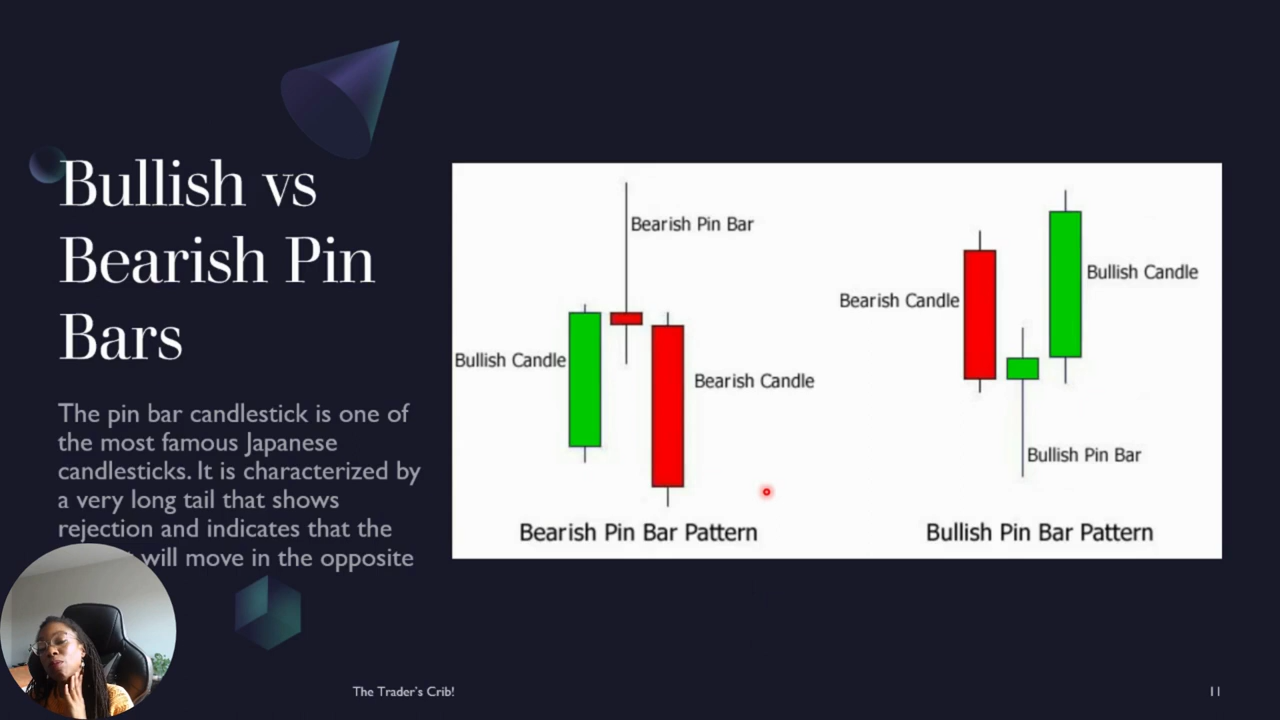 Bullish vs
Bearish Pin
Bars
The pin bar candlestick is one of
the most famous Japanese
candlesticks. It is characterized by
a very long tail that shows
rejection and indicates that the
will move in the opposite
Bearish Pin Bar
Bullish Candle
Bearish Candle
Bearish Pin Bar Pattern
Bearish Candle
Bullish Candle
Bullish Pin Bar
Bullish Pin Bar Pattern
The Trader's Crib!
11